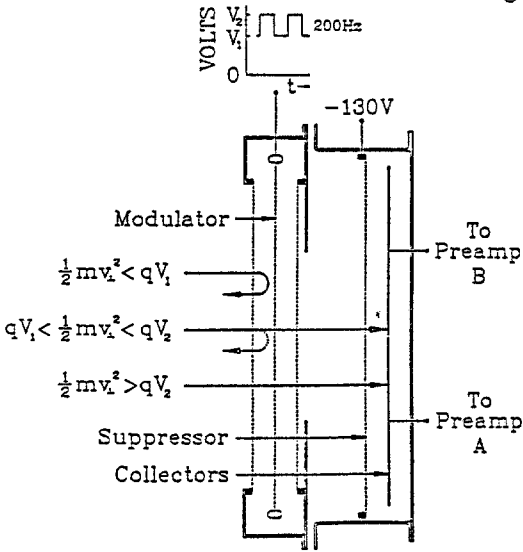 VOLTS
V₂
V₁
0
200Hz
t
-130V
Modulator
½mv⊥²<qV₁
qV₁<½mv⊥²<qV₂
½mv⊥²>qV₂
Suppressor
Collectors
To
Preamp
B
To
Preamp
A